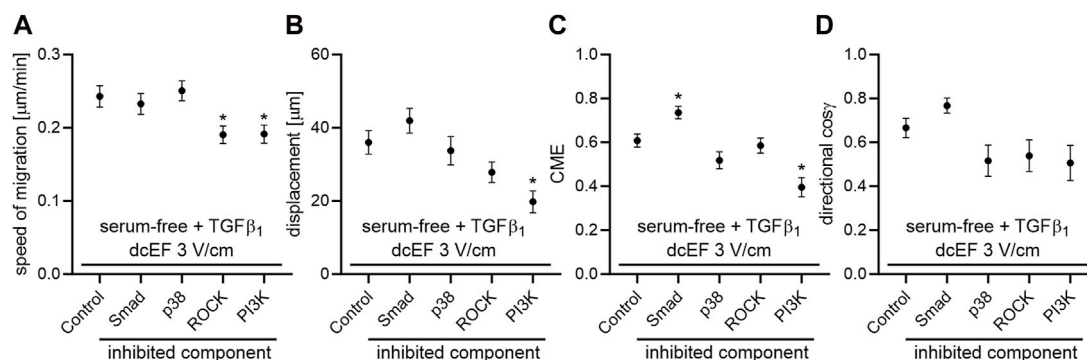 A
speed of migration [μm/min]
0.3
0.2
0.1
0.0
*
*
serum-free + TGFβ1
dcEF 3 V/cm
Control
Smad
p38
ROCK
PI3K
inhibited component
B
displacement [μm]
60
40
20
0
*
serum-free + TGFβ1
dcEF 3 V/cm
Control
Smad
p38
ROCK
PI3K
inhibited component
C
CME
1.0
0.8
0.6
0.4
0.2
0.0
*
*
serum-free + TGFβ1
dcEF 3 V/cm
Control
Smad
p38
ROCK
PI3K
inhibited component
D
directional cosγ
1.0
0.8
0.6
0.4
0.2
0.0
serum-free + TGFβ1
dcEF 3 V/cm
Control
Smad
p38
ROCK
PI3K
inhibited component